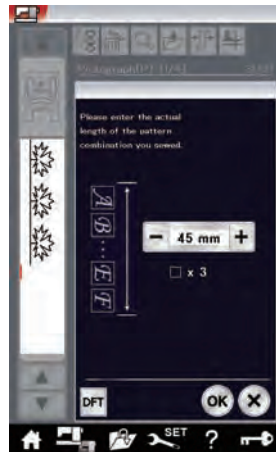 Please enter the actual
length of the pattern
combination you sewed.
A
B
E
F
− 45 mm +
x 3
DFT
OK
X
SET
?